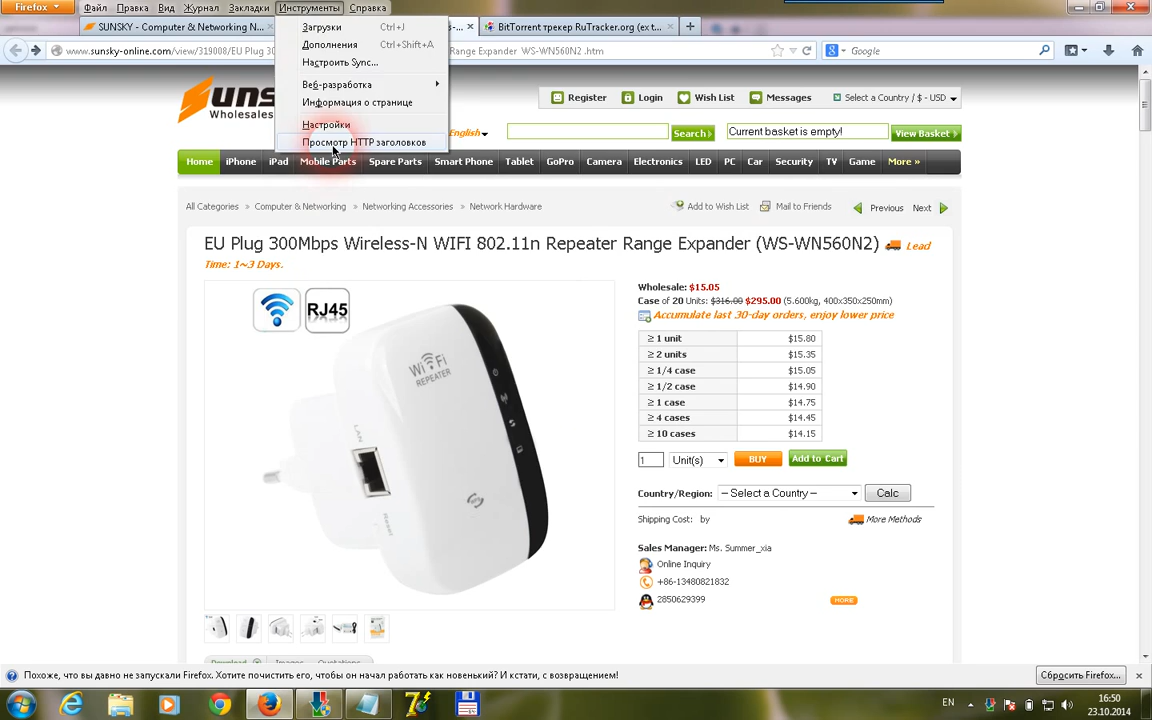 Firefox
Файл Правка Вид Журнал Закладки Инструменты Справка
SUNSKY - Computer & Networking N...
s-...
BitTorrent трекер RuTracker.org (ex t...
www.sunsky-online.com/view/319008/EU Plug 30
Range Expander WS-WN560N2 .htm
Google
Загрузки Ctrl+J
Дополнения Ctrl+Shift+A
Настроить Sync...
Веб-разработка
Информация о странице
Настройки
Просмотр HTTP заголовков
Suns
Wholesale
Register Login Wish List Messages Select a Country / $ - USD
English
Search
Current basket is empty!
View Basket
Home iPhone iPad Mobile Parts Spare Parts Smart Phone Tablet GoPro Camera Electronics LED PC Car Security TV Game More »
All Categories » Computer & Networking » Networking Accessories » Network Hardware
Add to Wish List Mail to Friends Previous Next
EU Plug 300Mbps Wireless-N WIFI 802.11n Repeater Range Expander (WS-WN560N2) Lead
Time: 1~3 Days.
RJ45
WiFi
REPEATER
LAN
Reset
Wholesale: $15.05
Case of 20 Units: $316.00 $295.00 (5.600kg, 400x350x250mm)
Accumulate last 30-day orders, enjoy lower price
≥ 1 unit $15.80
≥ 2 units $15.35
≥ 1/4 case $15.05
≥ 1/2 case $14.90
≥ 1 case $14.75
≥ 4 cases $14.45
≥ 10 cases $14.15
1 Unit(s) BUY Add to Cart
Country/Region: -- Select a Country -- Calc
Shipping Cost: by More Methods
Sales Manager: Ms. Summer_xia
Online Inquiry
+86-13480821832
2850629399
MORE
Download Images Quotations
Похоже, что вы давно не запускали Firefox. Хотите почистить его, чтобы он начал работать как новенький? И кстати, с возвращением!
Сбросить Firefox...
EN
16:50
23.10.2014